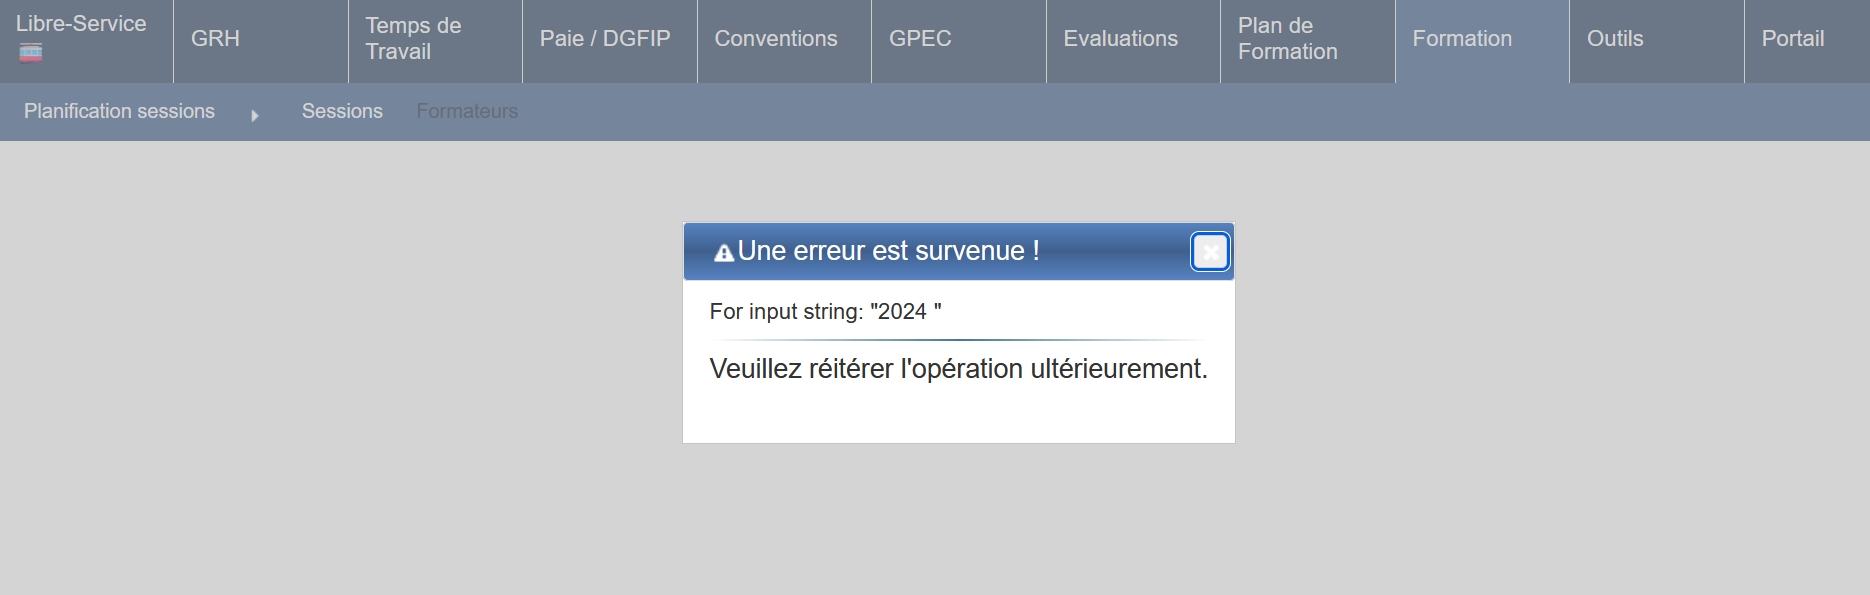 Libre-Service
GRH
Temps de
Travail
Paie / DGFIP
Conventions
GPEC
Evaluations
Plan de
Formation
Formation
Outils
Portail
Planification sessions
Sessions
Formateurs
Une erreur est survenue !
For input string: "2024 "
Veuillez réitérer l'opération ultérieurement.